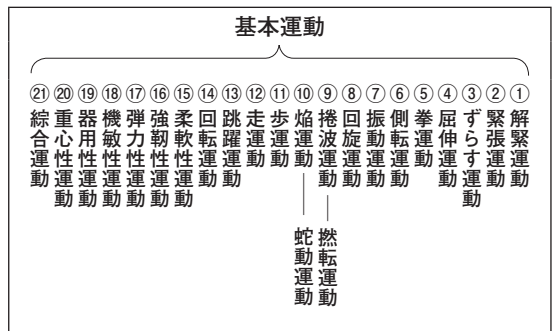 基本運動
①解緊運動
②緊張運動
③ずらす運動
④屈伸運動
⑤拳運動
⑥側転運動
⑦振動運動
⑧回旋運動
⑨捲波運動 ― 撚転運動
⑩焔運動 ― 蛇動運動
⑪歩運動
⑫走運動
⑬跳躍運動
⑭回転運動
⑮柔軟性運動
⑯強靭性運動
⑰弾力性運動
⑱機敏性運動
⑲器用性運動
⑳重心性運動
㉑綜合運動